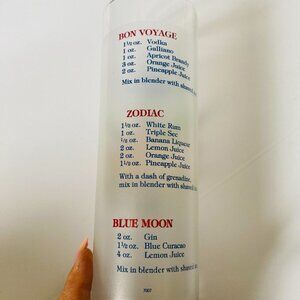 BON VOYAGE
1½ oz. Vodka
1 oz. Galliano
1 oz. Apricot Brandy
3 oz. Orange Juice
2 oz. Pineapple Juice
Mix in blender with shaved
ZODIAC
1½ oz. White Rum
1 oz. Triple Sec
½ oz. Banana Liqueur
2 oz. Lemon Juice
2 oz. Orange Juice
1½ oz. Pineapple Juice
With a dash of grenadine,
mix in blender with shaved
BLUE MOON
2 oz. Gin
1½ oz. Blue Curacao
4 oz. Lemon Juice
Mix in blender with shaved
7007